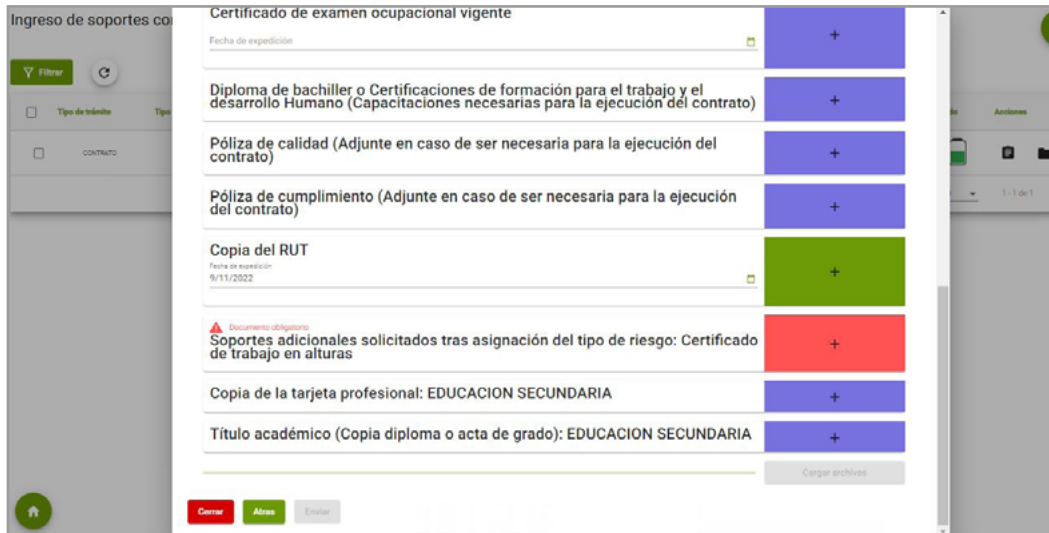 Ingreso de soportes co
Certificado de examen ocupacional vigente
Fecha de expedición
+
Filtrar
Diploma de bachiller o Certificaciones de formación para el trabajo y el
desarrollo Humano (Capacitaciones necesarias para la ejecución del contrato)
+
Tipo de trámite
Tipo
Acciones
CONTRATO
Póliza de calidad (Adjunte en caso de ser necesaria para la ejecución del
contrato)
+
1 - 1 de 1
Póliza de cumplimiento (Adjunte en caso de ser necesaria para la ejecución
del contrato)
+
Copia del RUT
Fecha de expedición
9/11/2022
+
Documento obligatorio
Soportes adicionales solicitados tras asignación del tipo de riesgo: Certificado
de trabajo en alturas
+
Copia de la tarjeta profesional: EDUCACION SECUNDARIA
+
Título académico (Copia diploma o acta de grado): EDUCACION SECUNDARIA
+
Cargar archivos
Cerrar
Atras
Enviar